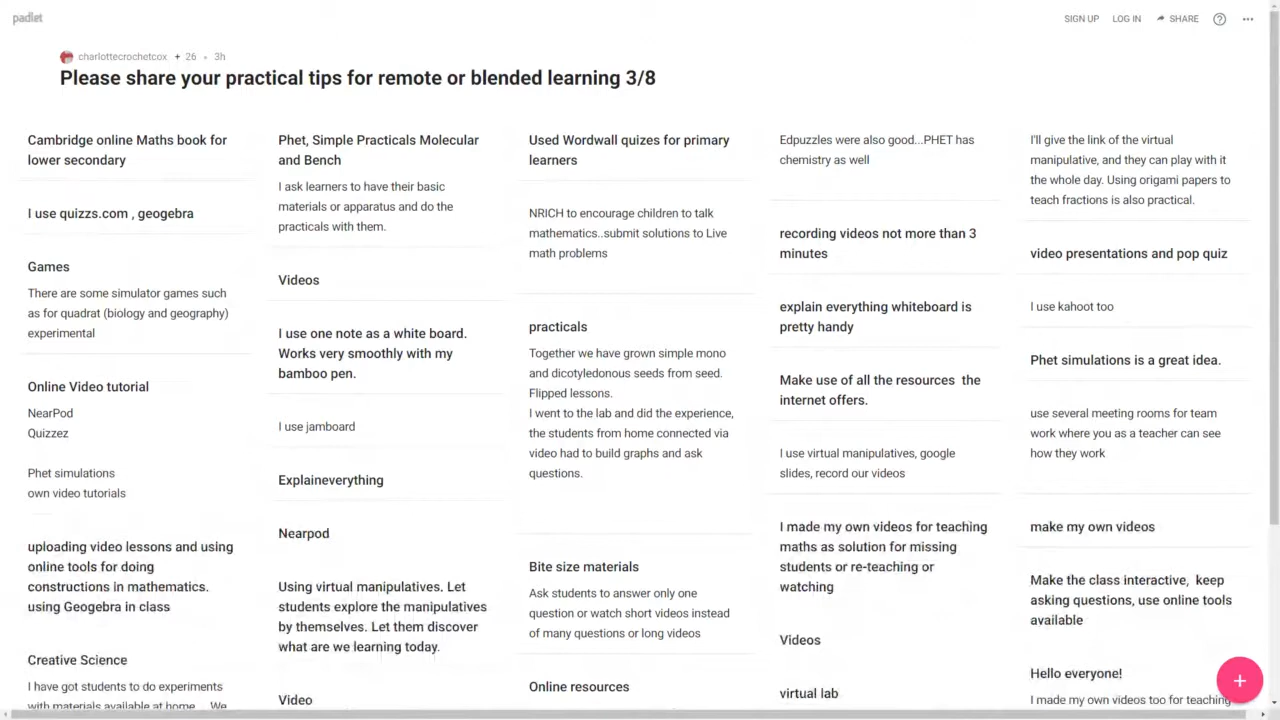 padlet
SIGN UP LOG IN SHARE
charlottecrochetcox + 26 • 3h
Please share your practical tips for remote or blended learning 3/8
Cambridge online Maths book for
lower secondary
I use quizzs.com , geogebra
Games
There are some simulator games such
as for quadrat (biology and geography)
experimental
Online Video tutorial
NearPod
Quizzez
Phet simulations
own video tutorials
uploading video lessons and using
online tools for doing
constructions in mathematics.
using Geogebra in class
Creative Science
I have got students to do experiments
with materials available at home.... We
Phet, Simple Practicals Molecular
and Bench
I ask learners to have their basic
materials or apparatus and do the
practicals with them.
Videos
I use one note as a white board.
Works very smoothly with my
bamboo pen.
I use jamboard
Explaineverything
Nearpod
Using virtual manipulatives. Let
students explore the manipulatives
by themselves. Let them discover
what are we learning today.
Video
Used Wordwall quizes for primary
learners
NRICH to encourage children to talk
mathematics..submit solutions to Live
math problems
practicals
Together we have grown simple mono
and dicotyledonous seeds from seed.
Flipped lessons.
I went to the lab and did the experience,
the students from home connected via
video had to build graphs and ask
questions.
Bite size materials
Ask students to answer only one
question or watch short videos instead
of many questions or long videos
Online resources
Edpuzzles were also good...PHET has
chemistry as well
recording videos not more than 3
minutes
explain everything whiteboard is
pretty handy
Make use of all the resources the
internet offers.
I use virtual manipulatives, google
slides, record our videos
I made my own videos for teaching
maths as solution for missing
students or re-teaching or
watching
Videos
virtual lab
I'll give the link of the virtual
manipulative, and they can play with it
the whole day. Using origami papers to
teach fractions is also practical.
video presentations and pop quiz
I use kahoot too
Phet simulations is a great idea.
use several meeting rooms for team
work where you as a teacher can see
how they work
make my own videos
Make the class interactive, keep
asking questions, use online tools
available
Hello everyone!
I made my own videos too for teaching